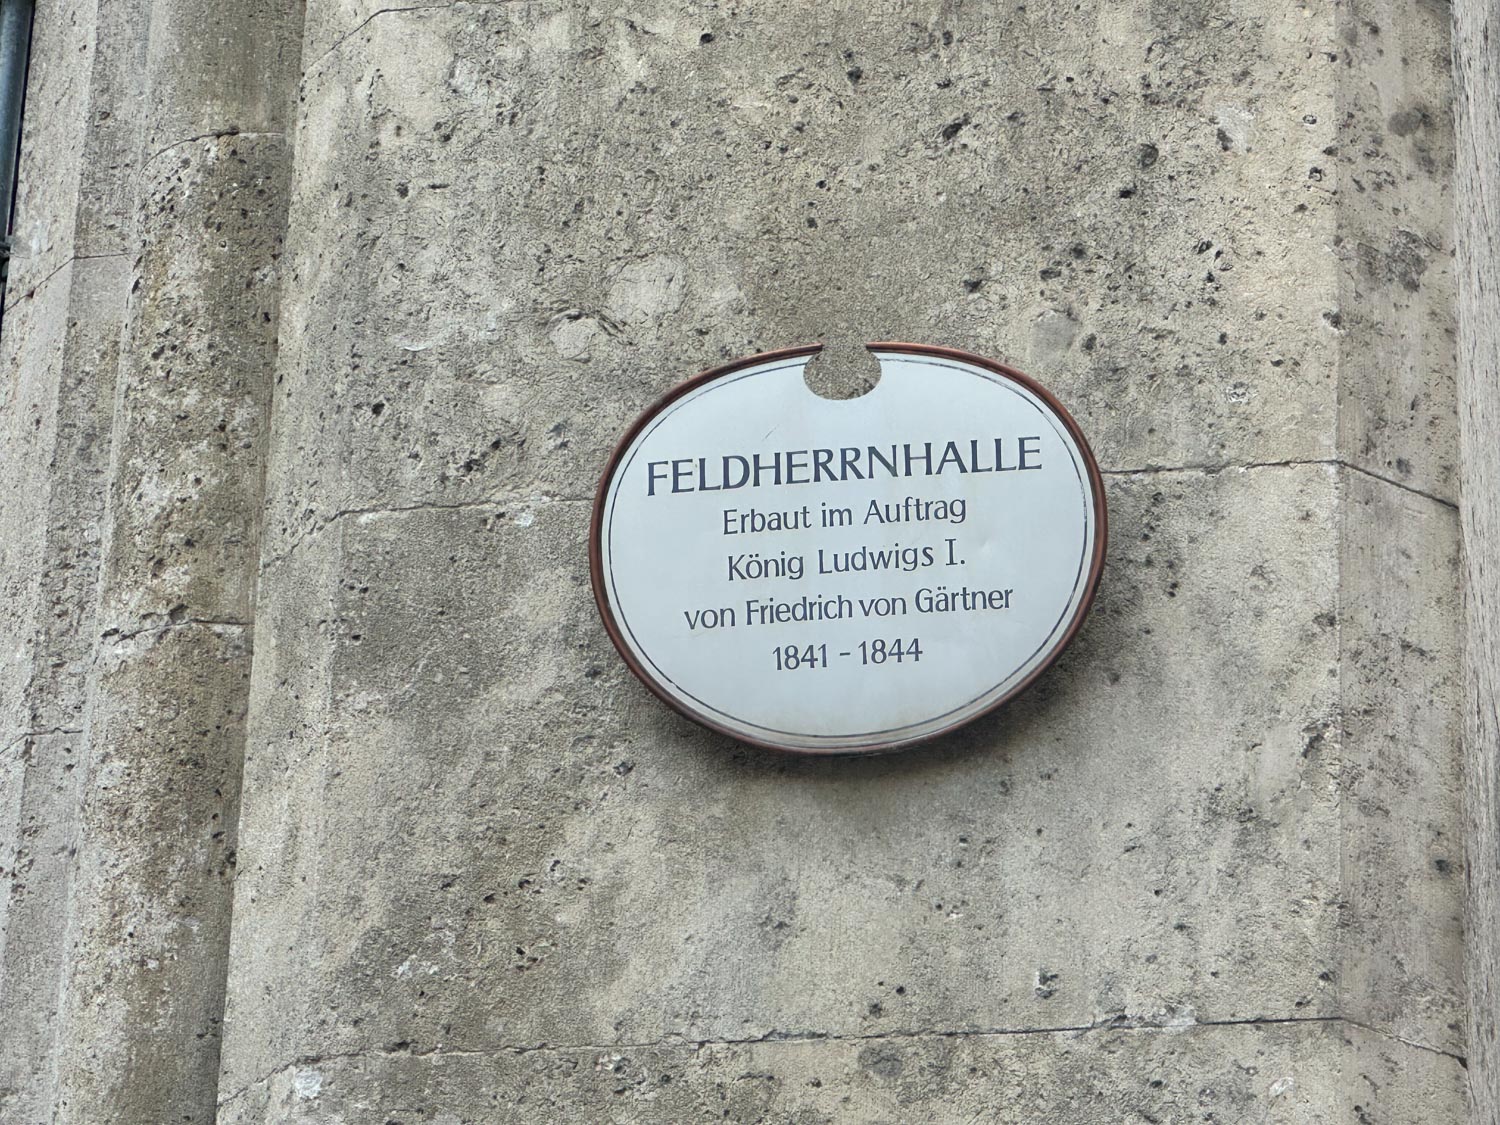 FELDHERRNHALLE
Erbaut im Auftrag
König Ludwigs I.
von Friedrich von Gärtner
1841 - 1844